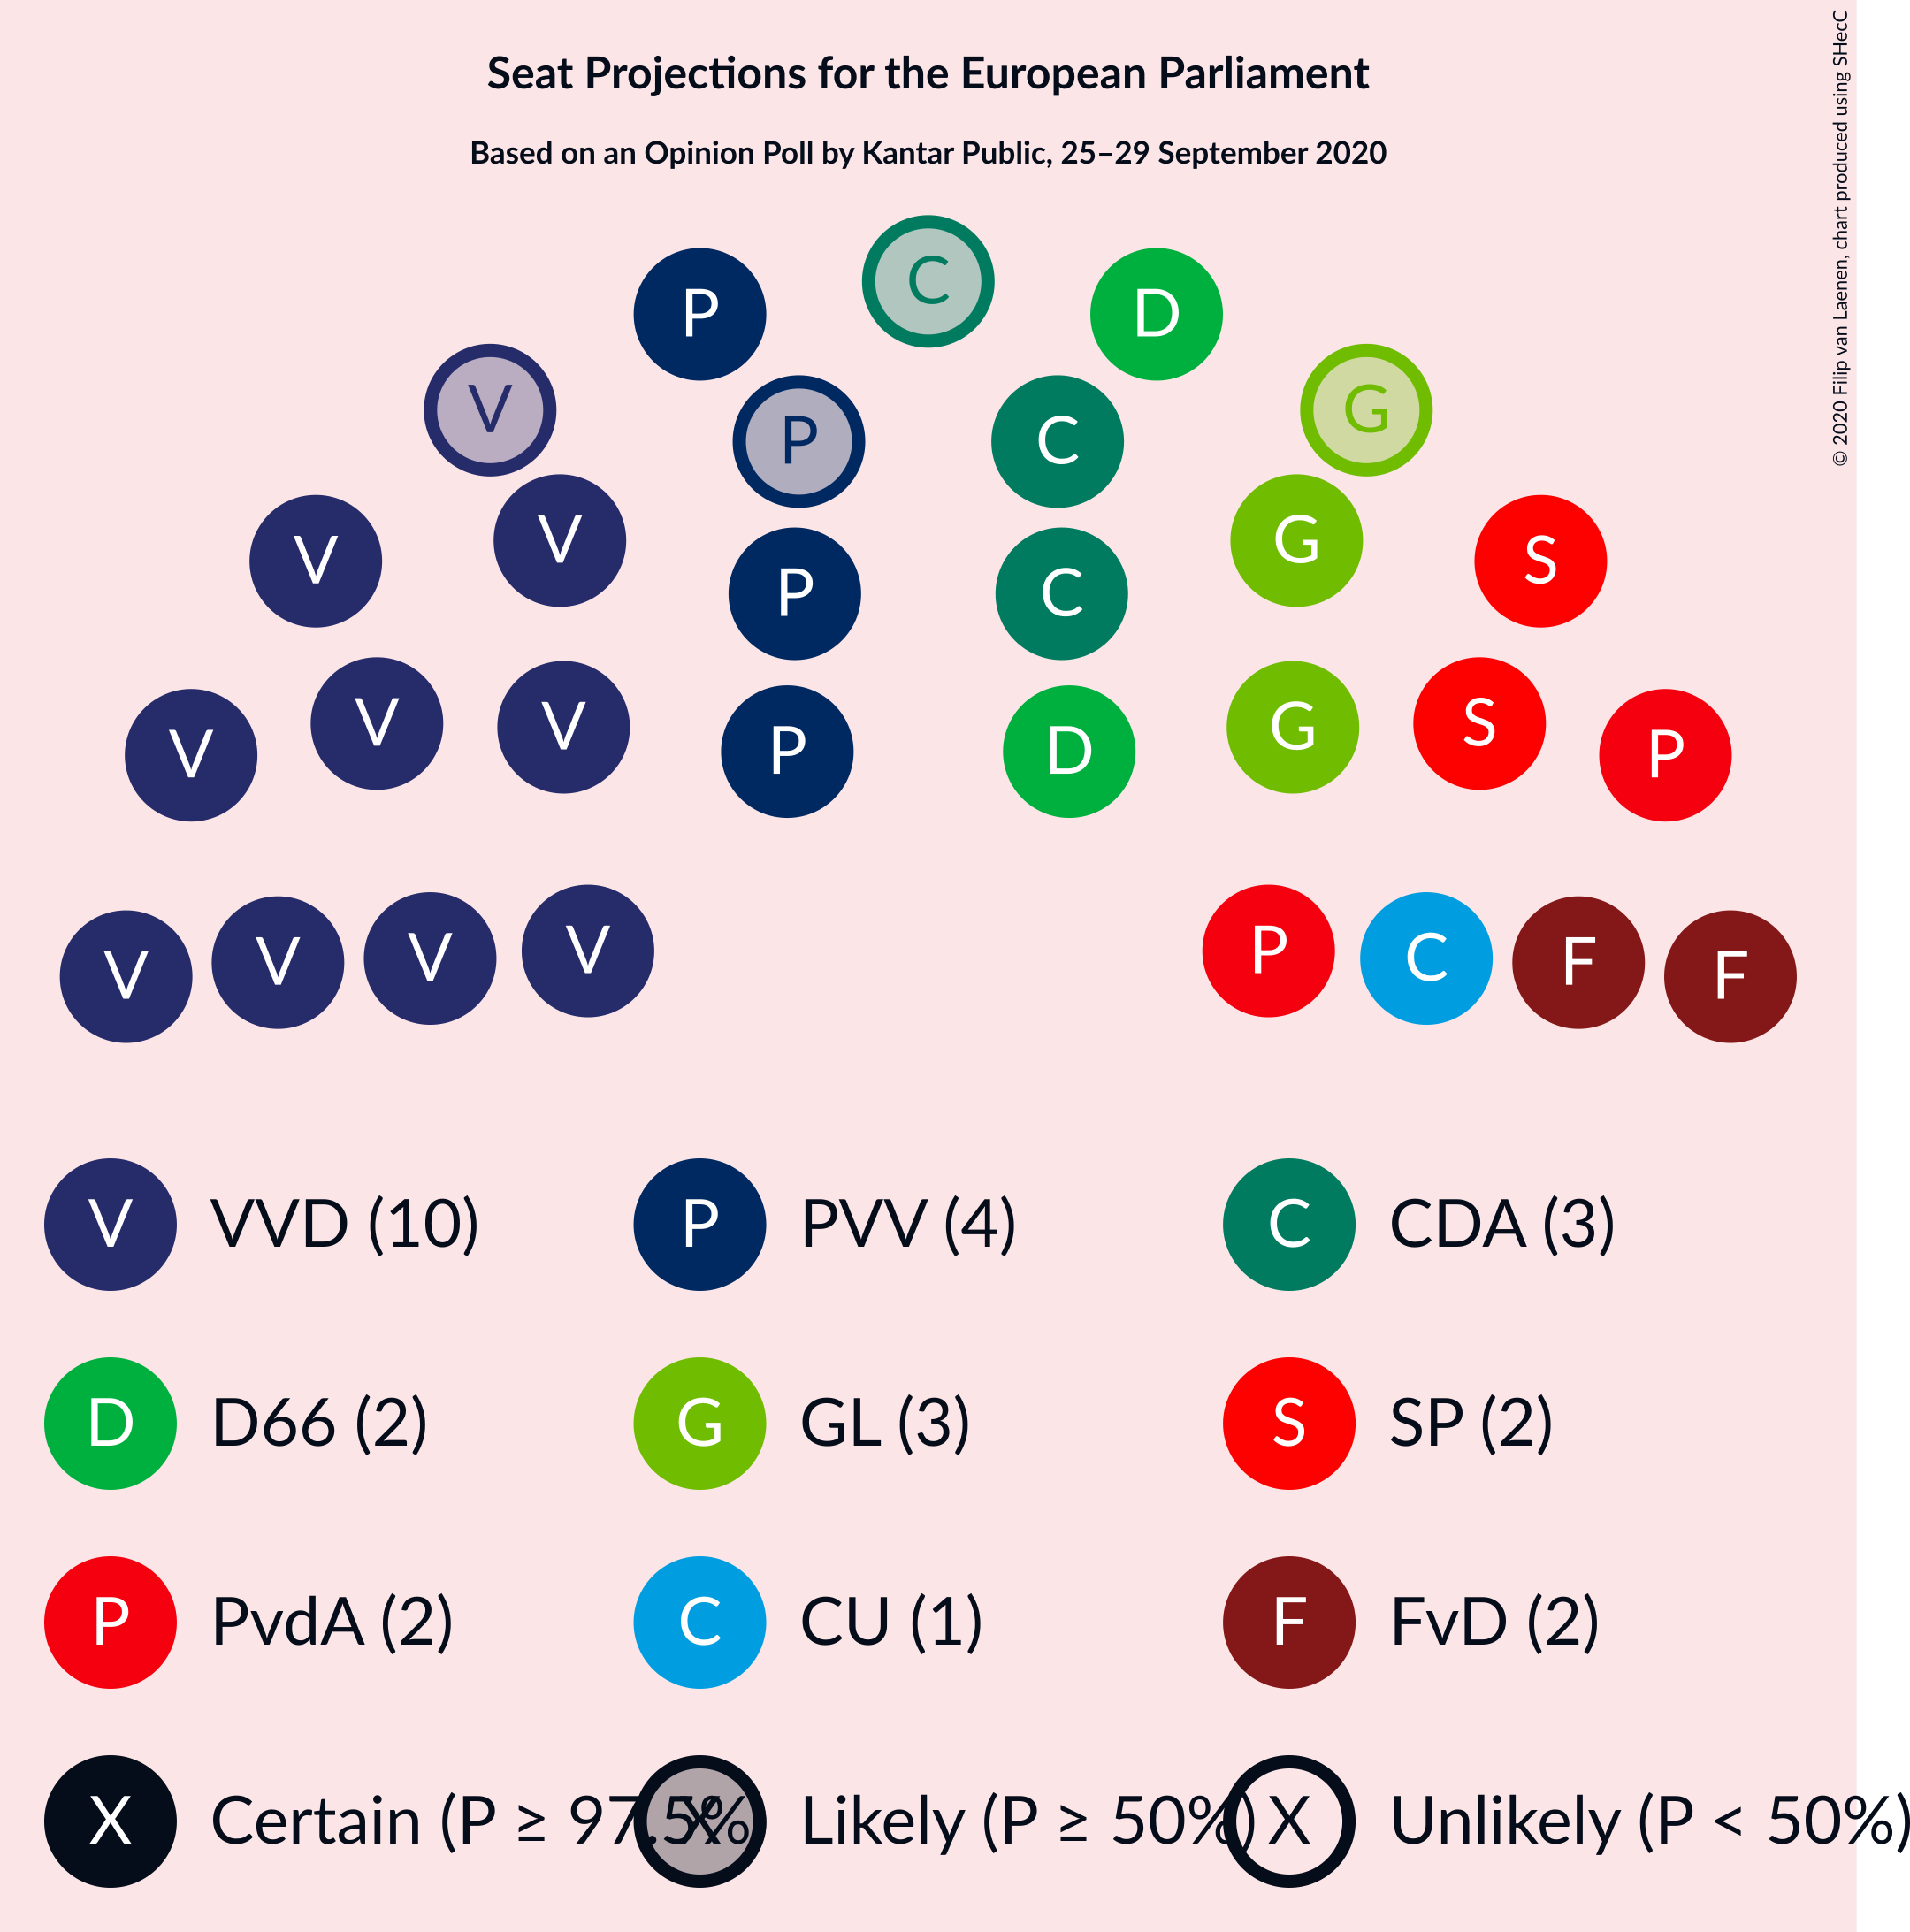 Seat Projections for the European Parliament
Based on an Opinion Poll by Kantar Public, 25–29 September 2020
© 2020 Filip van Laenen, chart produced using SHecC
C
P D
V G
P C
V G
V S
P C
V S
V G
P D
V P
V P
V C
V F
V F
V VVD (10) P PVV (4) C CDA (3)
D D66 (2) G GL (3) S SP (2)
P PvdA (2) C CU (1) F FvD (2)
X Certain (P ≥ 97.5% X Likely (P ≥ 50%) X Unlikely (P < 50%)